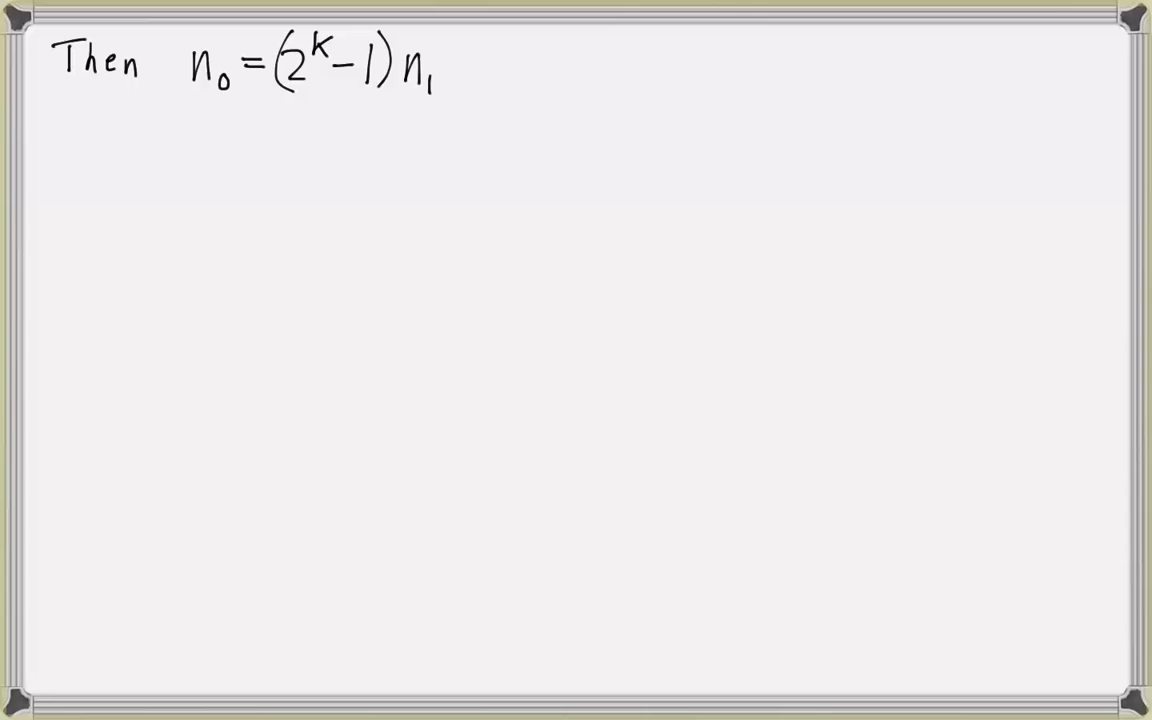 Then n₀ = (2ᵏ − 1) n₁